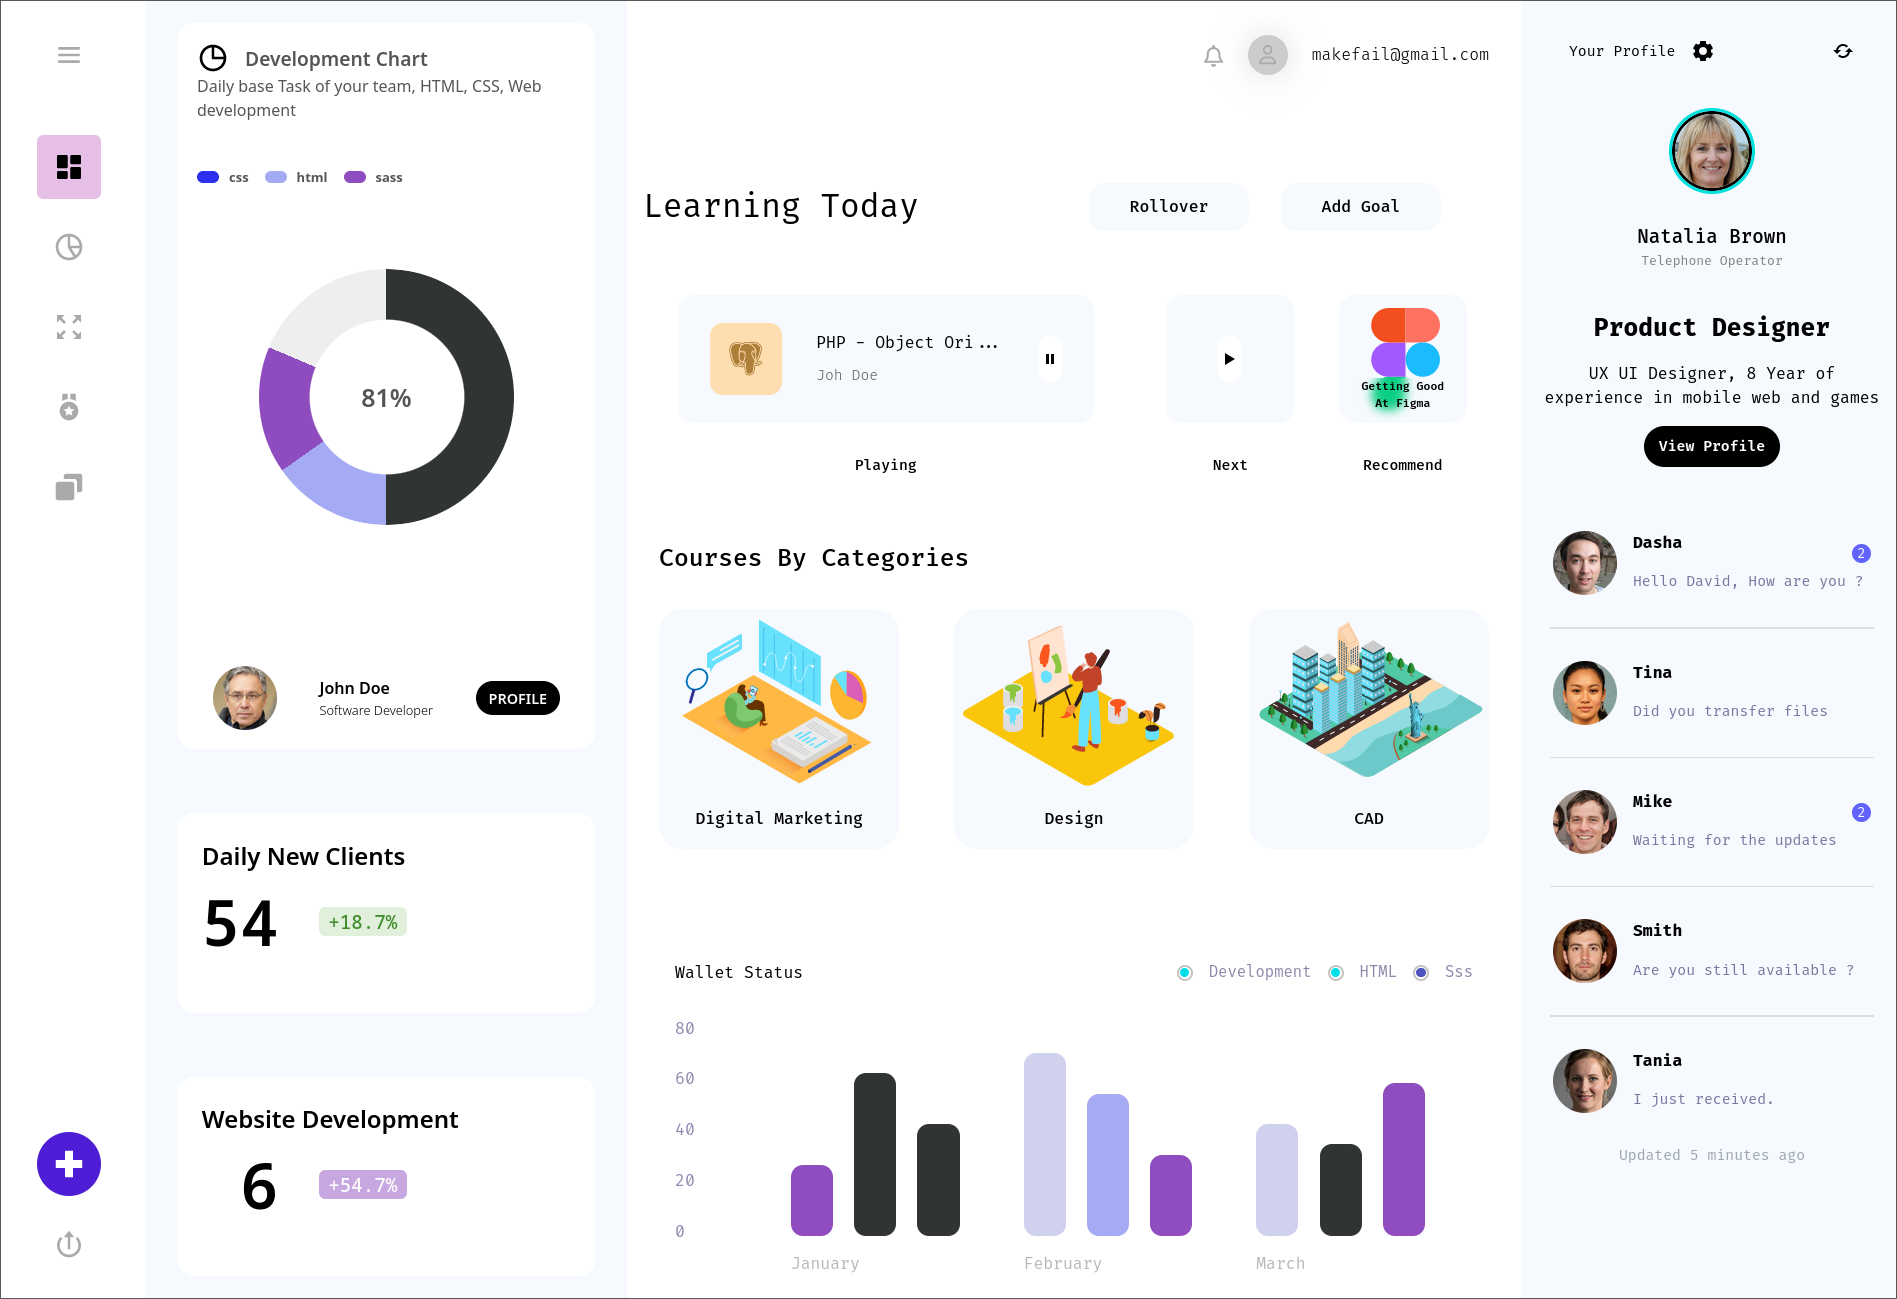 Development Chart
Daily base Task of your team, HTML, CSS, Web
development
css html sass
81%
John Doe
Software Developer
PROFILE
Daily New Clients
54 +18.7%
Website Development
6 +54.7%
makefail@gmail.com
Learning Today
Rollover
Add Goal
PHP - Object Ori...
Joh Doe
Getting Good
At Figma
Playing
Next
Recommend
Courses By Categories
Digital Marketing
Design
CAD
Wallet Status
Development HTML Sss
80
60
40
20
0
January February March
Your Profile
Natalia Brown
Telephone Operator
Product Designer
UX UI Designer, 8 Year of
experience in mobile web and games
View Profile
Dasha
2
Hello David, How are you ?
Tina
Did you transfer files
Mike
2
Waiting for the updates
Smith
Are you still available ?
Tania
I just received.
Updated 5 minutes ago